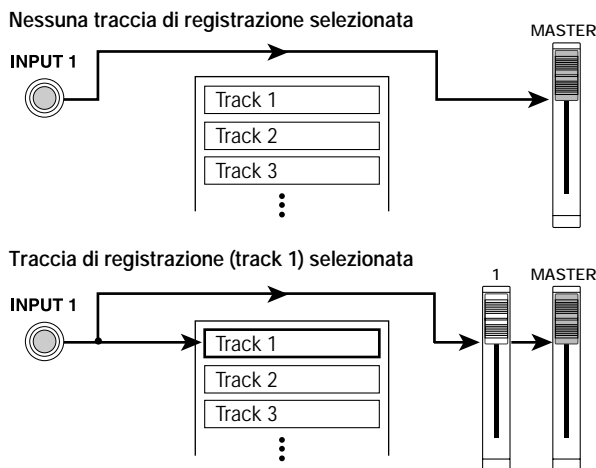 Nessuna traccia di registrazione selezionata
MASTER
INPUT 1
Track 1
Track 2
Track 3
Traccia di registrazione (track 1) selezionata
1 MASTER
INPUT 1
Track 1
Track 2
Track 3